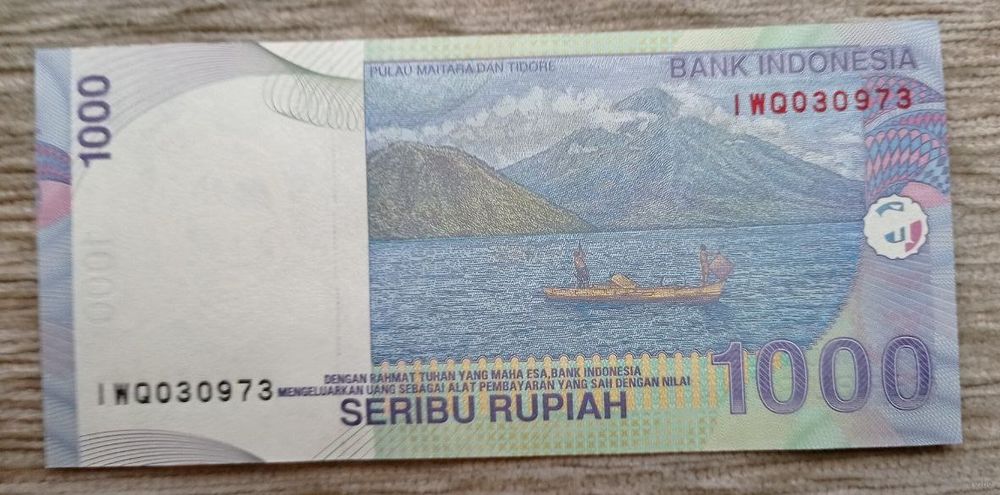 1000
PULAU MAITARA DAN TIDORE
BANK INDONESIA
IWQ030973
1000
IWQ030973
DENGAN RAHMAT TUHAN YANG MAHA ESA, BANK INDONESIA
MENGELUARKAN UANG SEBAGAI ALAT PEMBAYARAN YANG SAH DENGAN NILAI
SERIBU RUPIAH
1000